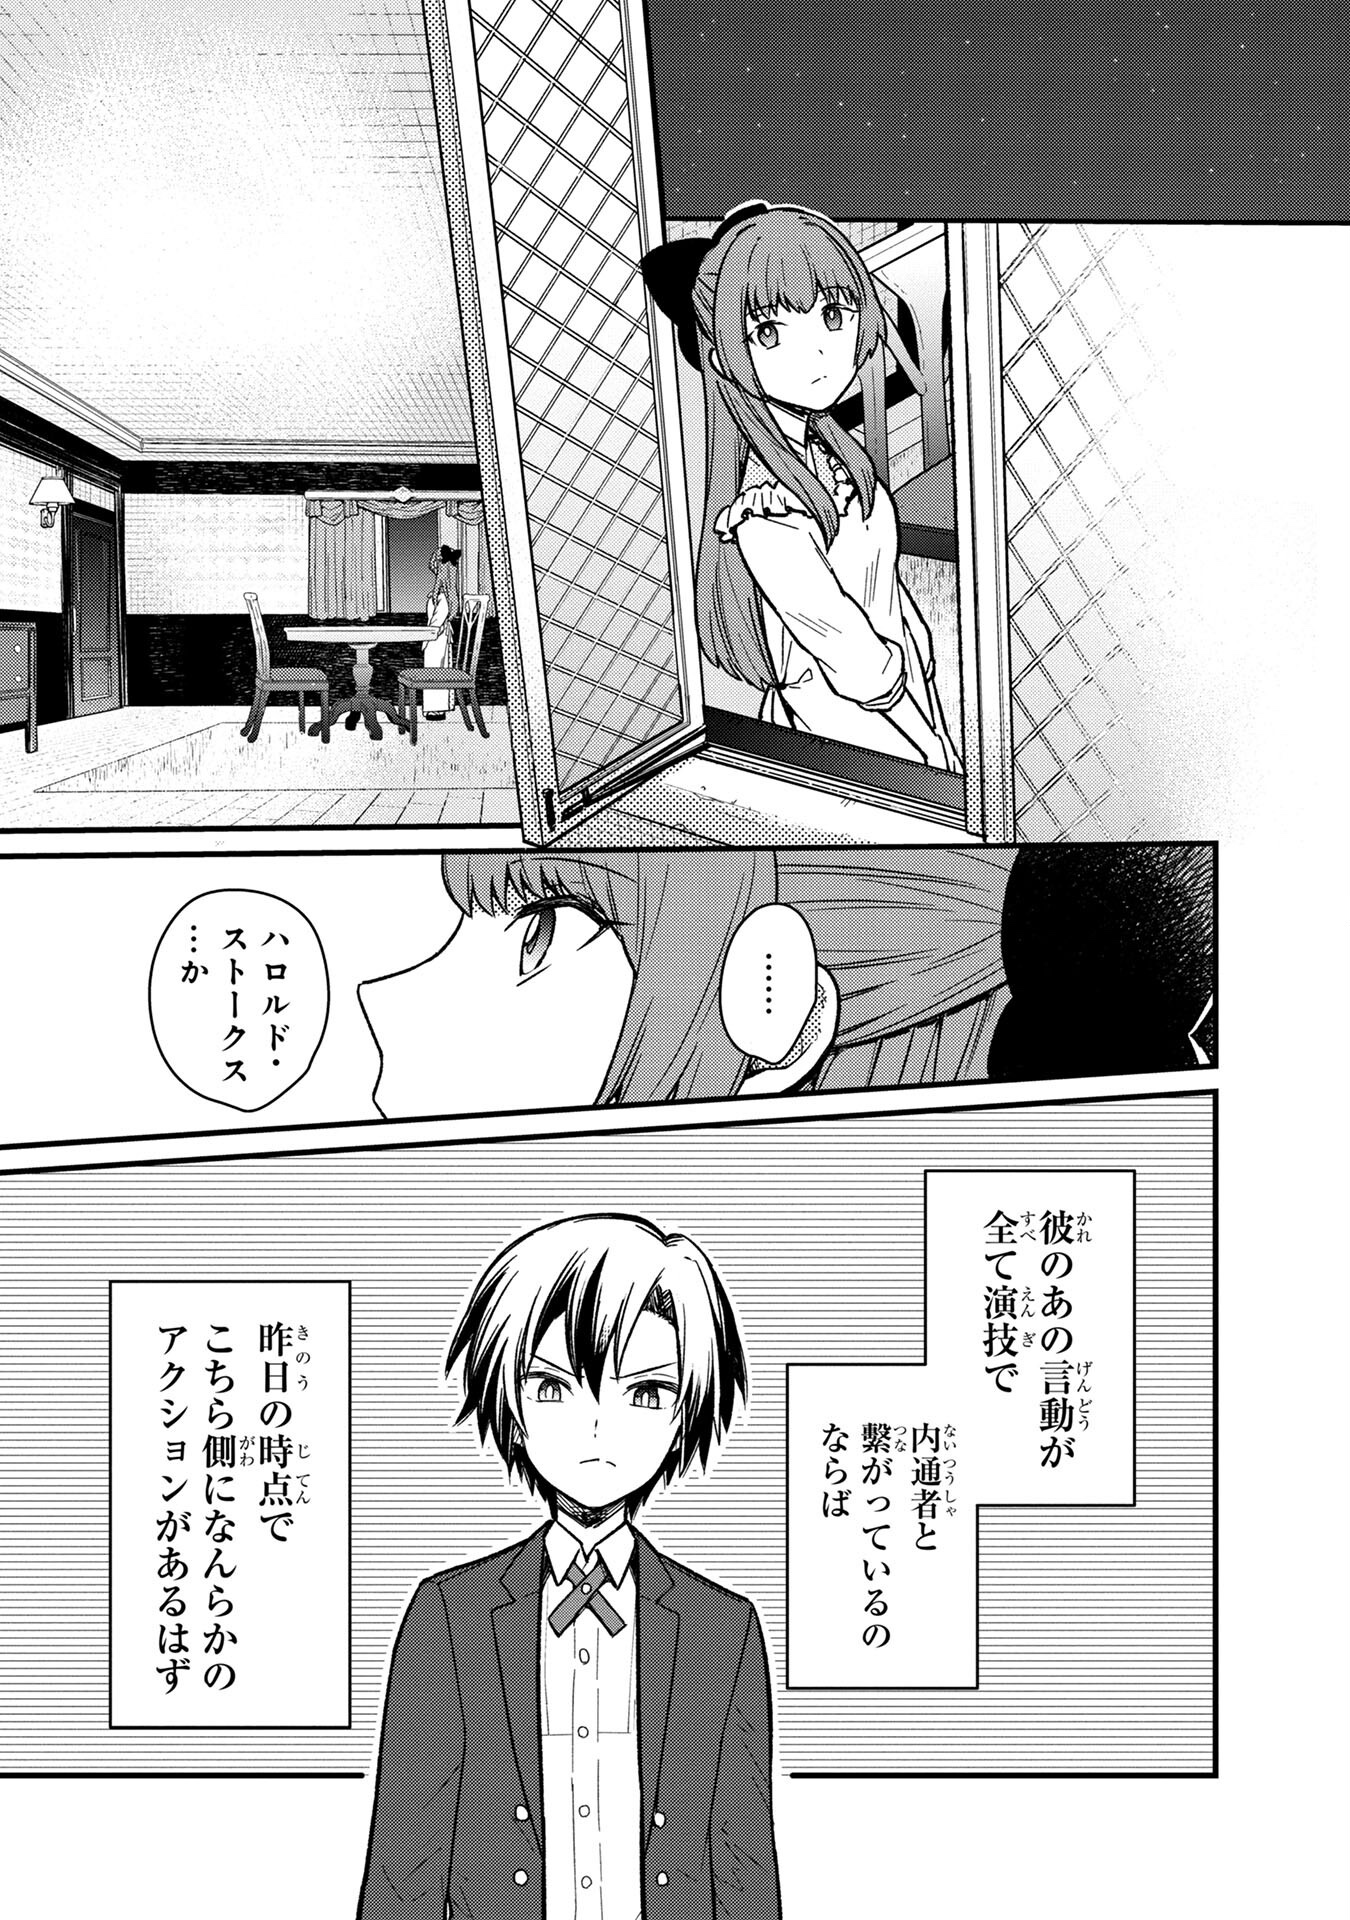 ……
ハロルド・
ストークス
…か
彼のあの言動が
全て演技で
内通者と
繋がっているの
ならば
昨日の時点で
こちら側になんらかの
アクションがあるはず